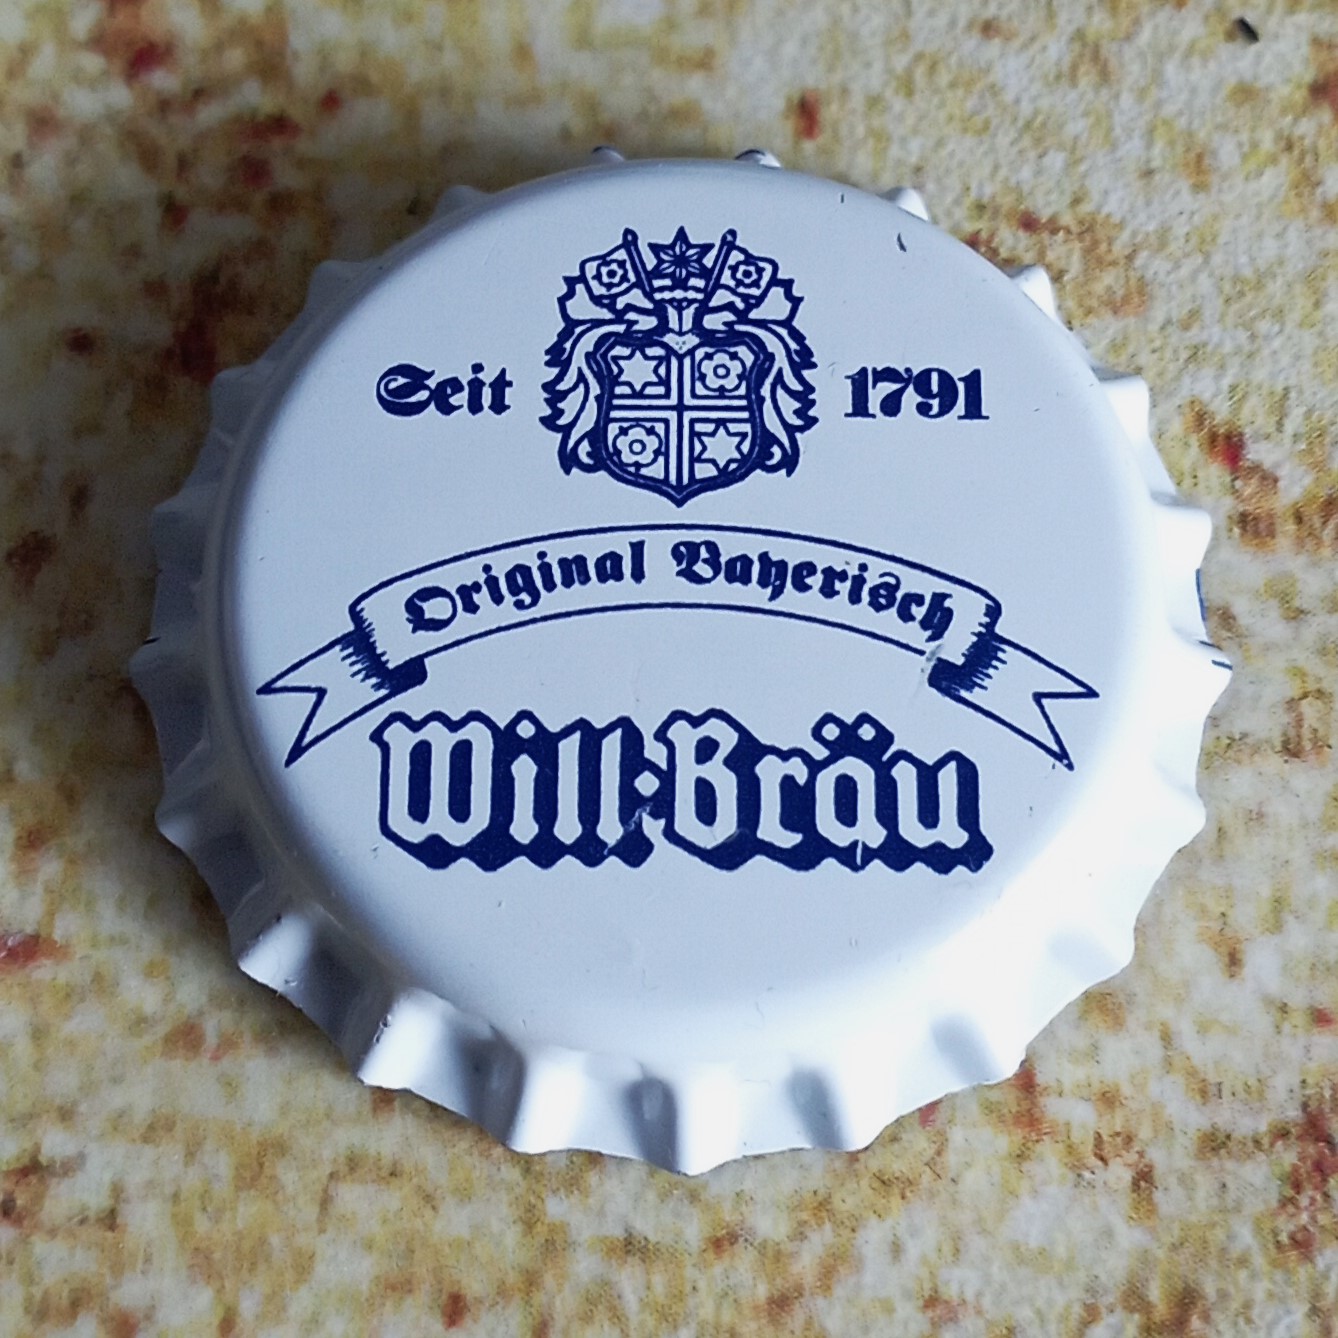 Seit 1791
Original Bayerisch
Will-Bräu